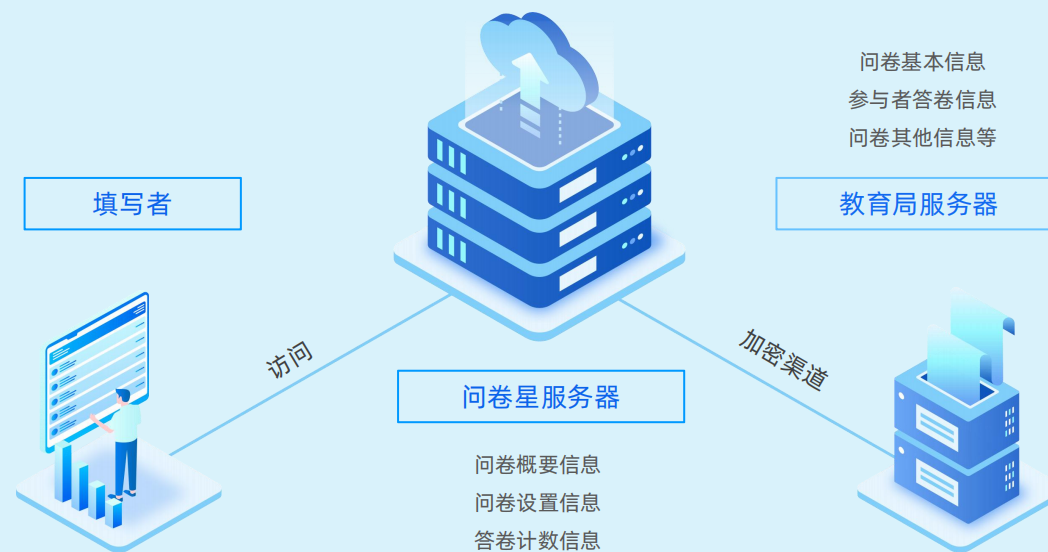 问卷基本信息
参与者答卷信息
问卷其他信息等
填写者
教育局服务器
访问
加密渠道
问卷星服务器
问卷概要信息
问卷设置信息
答卷计数信息